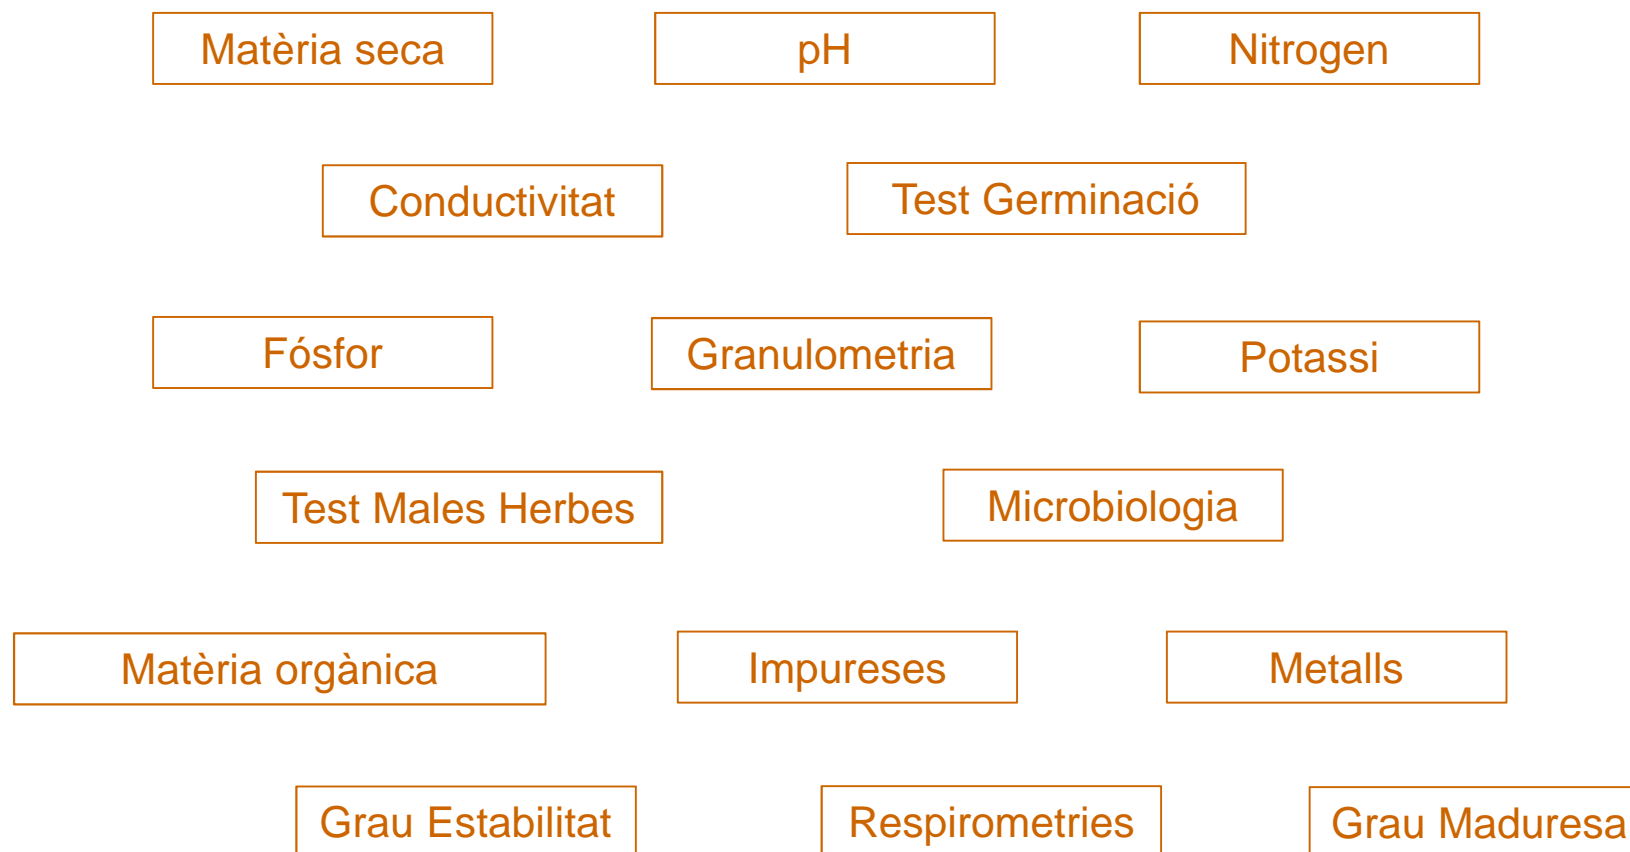 Matèria seca
pH
Nitrogen
Conductivitat
Test Germinació
Fósfor
Granulometria
Potassi
Test Males Herbes
Microbiologia
Matèria orgànica
Impureses
Metalls
Grau Estabilitat
Respirometries
Grau Maduresa